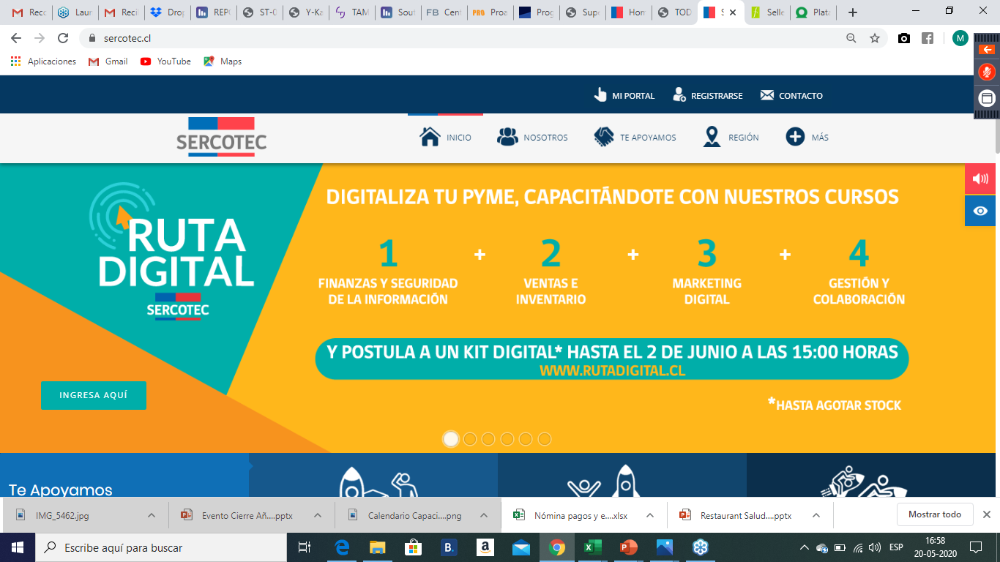 Recc
Laur
Reci
Drop
REPO
ST-0
Y-Ka
TAM
Sout
FB Cent
PRO Proa
Prog
Supe
Hon
TOD
S
Selle
Plata
sercotec.cl
M
Aplicaciones Gmail YouTube Maps
MI PORTAL REGISTRARSE CONTACTO
SERCOTEC
INICIO NOSOTROS TE APOYAMOS REGIÓN MÁS
RUTA
DIGITAL
SERCOTEC
INGRESA AQUÍ
DIGITALIZA TU PYME, CAPACITÁNDOTE CON NUESTROS CURSOS
1 + 2 + 3 + 4
FINANZAS Y SEGURIDAD
DE LA INFORMACIÓN
VENTAS E
INVENTARIO
MARKETING
DIGITAL
GESTIÓN Y
COLABORACIÓN
Y POSTULA A UN KIT DIGITAL* HASTA EL 2 DE JUNIO A LAS 15:00 HORAS
WWW.RUTADIGITAL.CL
*HASTA AGOTAR STOCK
Te Apoyamos
IMG_5462.jpg
Evento Cierre Añ....pptx
Calendario Capaci....png
Nómina pagos y e....xlsx
Restaurant Salud....pptx
Mostrar todo
Escribe aquí para buscar
B.
a
ESP
16:58
20-05-2020